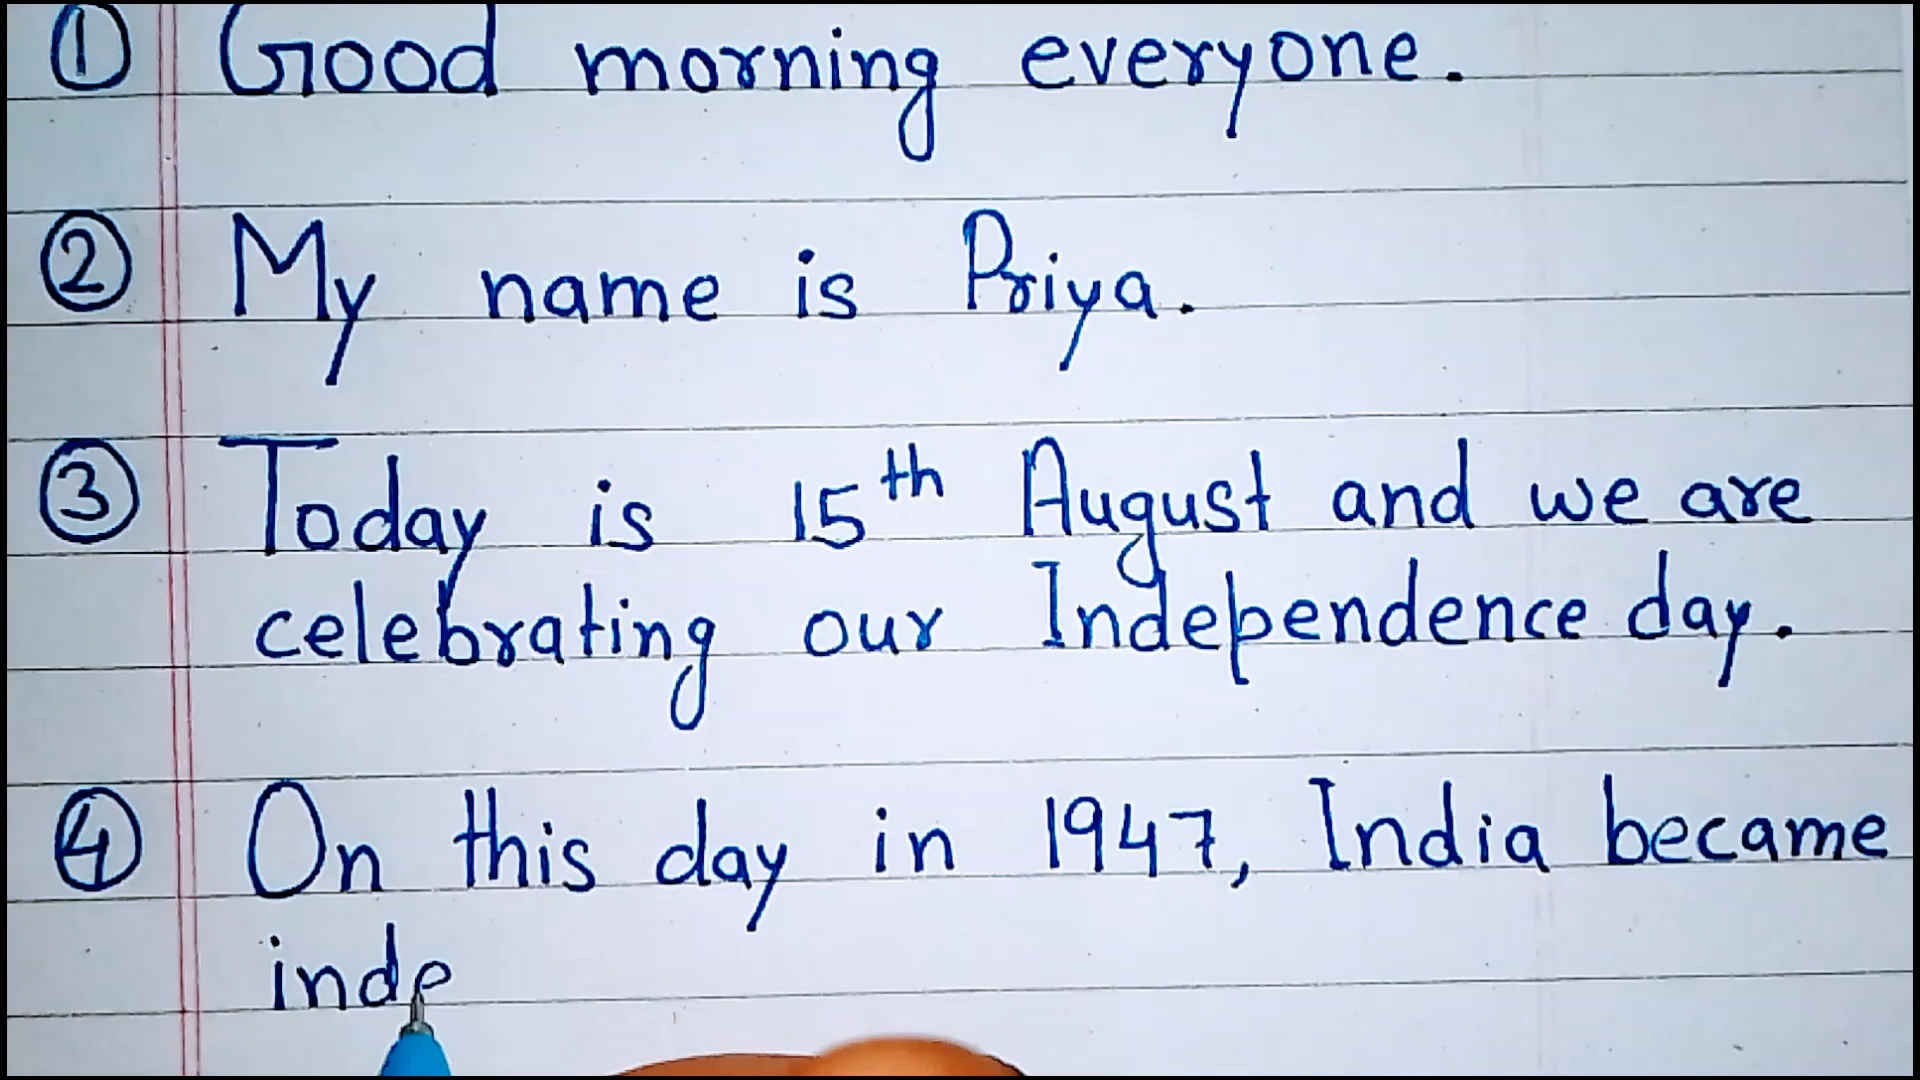 ① Good morning everyone.
② My name is Priya.
③ Today is 15th August and we are
celebrating our Independence day.
④ On this day in 1947, India became
inde